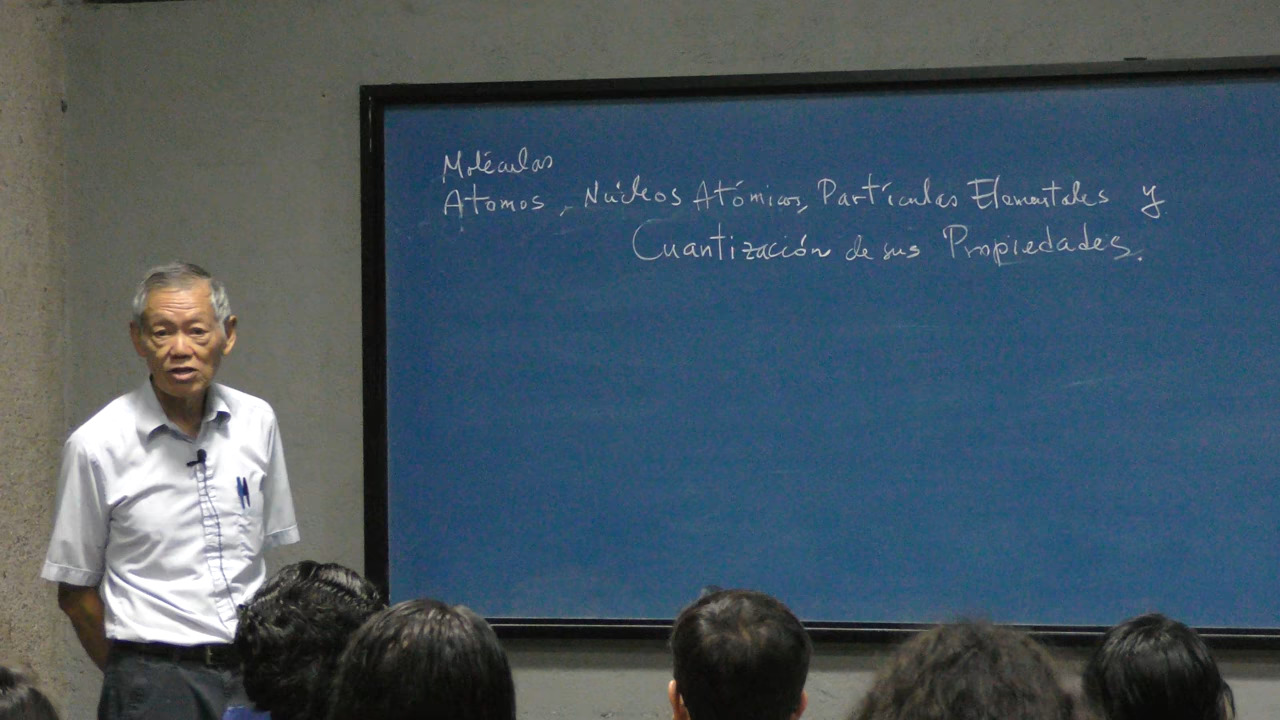 Moléculas
Atomos, Núcleos Atómicos, Partículas Elementales y
Cuantización de sus Propiedades.